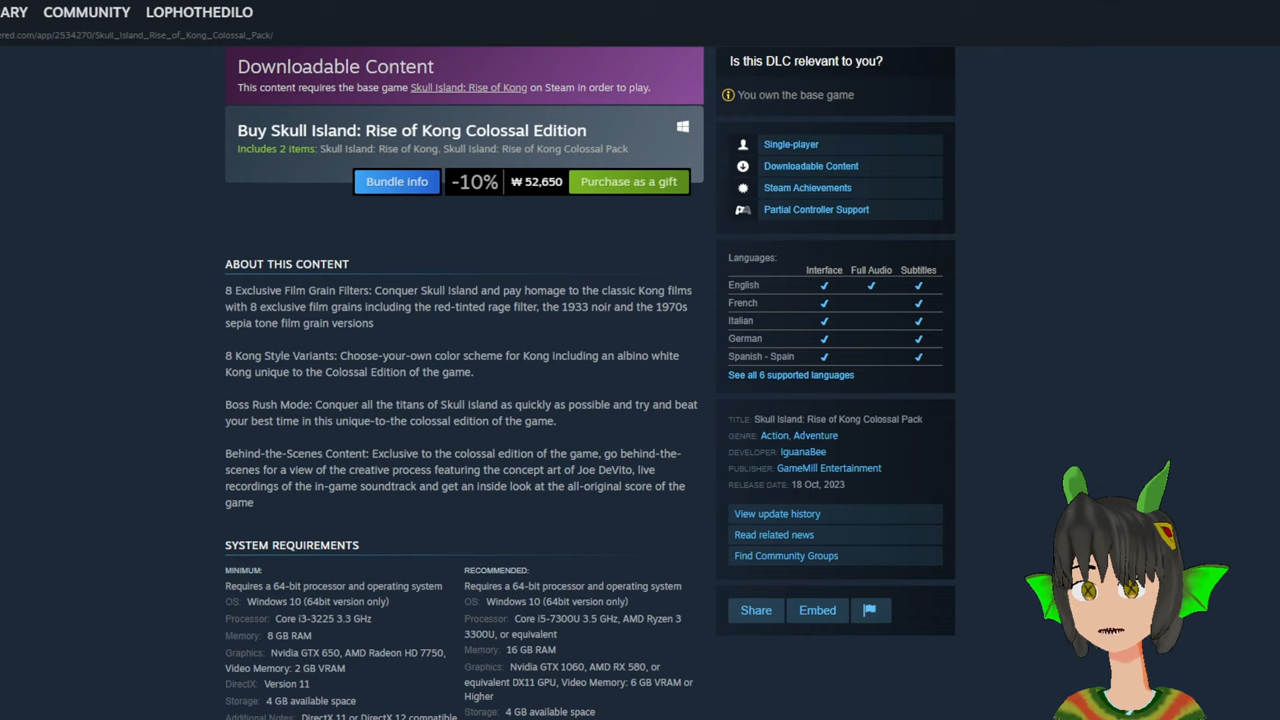 ARY COMMUNITY LOPHOTHEDILO
ered.com/app/2534270/Skull_Island_Rise_of_Kong_Colossal_Pack/
Downloadable Content
This content requires the base game Skull Island: Rise of Kong on Steam in order to play.
Buy Skull Island: Rise of Kong Colossal Edition
Includes 2 items: Skull Island: Rise of Kong, Skull Island: Rise of Kong Colossal Pack
Bundle info -10% ₩ 52,650 Purchase as a gift
ABOUT THIS CONTENT
8 Exclusive Film Grain Filters: Conquer Skull Island and pay homage to the classic Kong films
with 8 exclusive film grains including the red-tinted rage filter, the 1933 noir and the 1970s
sepia tone film grain versions
8 Kong Style Variants: Choose-your-own color scheme for Kong including an albino white
Kong unique to the Colossal Edition of the game.
Boss Rush Mode: Conquer all the titans of Skull Island as quickly as possible and try and beat
your best time in this unique-to-the colossal edition of the game.
Behind-the-Scenes Content: Exclusive to the colossal edition of the game, go behind-the-
scenes for a view of the creative process featuring the concept art of Joe DeVito, live
recordings of the in-game soundtrack and get an inside look at the all-original score of the
game
SYSTEM REQUIREMENTS
MINIMUM:
Requires a 64-bit processor and operating system
OS: Windows 10 (64bit version only)
Processor: Core i3-3225 3.3 GHz
Memory: 8 GB RAM
Graphics: Nvidia GTX 650, AMD Radeon HD 7750,
Video Memory: 2 GB VRAM
DirectX: Version 11
Storage: 4 GB available space
Additional Notes: DirectX 11 or DirectX 12 compatible
RECOMMENDED:
Requires a 64-bit processor and operating system
OS: Windows 10 (64bit version only)
Processor: Core i5-7300U 3.5 GHz, AMD Ryzen 3
3300U, or equivalent
Memory: 16 GB RAM
Graphics: Nvidia GTX 1060, AMD RX 580, or
equivalent DX11 GPU, Video Memory: 6 GB VRAM or
Higher
Storage: 4 GB available space
Is this DLC relevant to you?
You own the base game
Single-player
Downloadable Content
Steam Achievements
Partial Controller Support
Languages:
Interface Full Audio Subtitles
English ✔ ✔ ✔
French ✔ ✔
Italian ✔ ✔
German ✔ ✔
Spanish - Spain ✔ ✔
See all 6 supported languages
TITLE: Skull Island: Rise of Kong Colossal Pack
GENRE: Action, Adventure
DEVELOPER: IguanaBee
PUBLISHER: GameMill Entertainment
RELEASE DATE: 18 Oct, 2023
View update history
Read related news
Find Community Groups
Share Embed